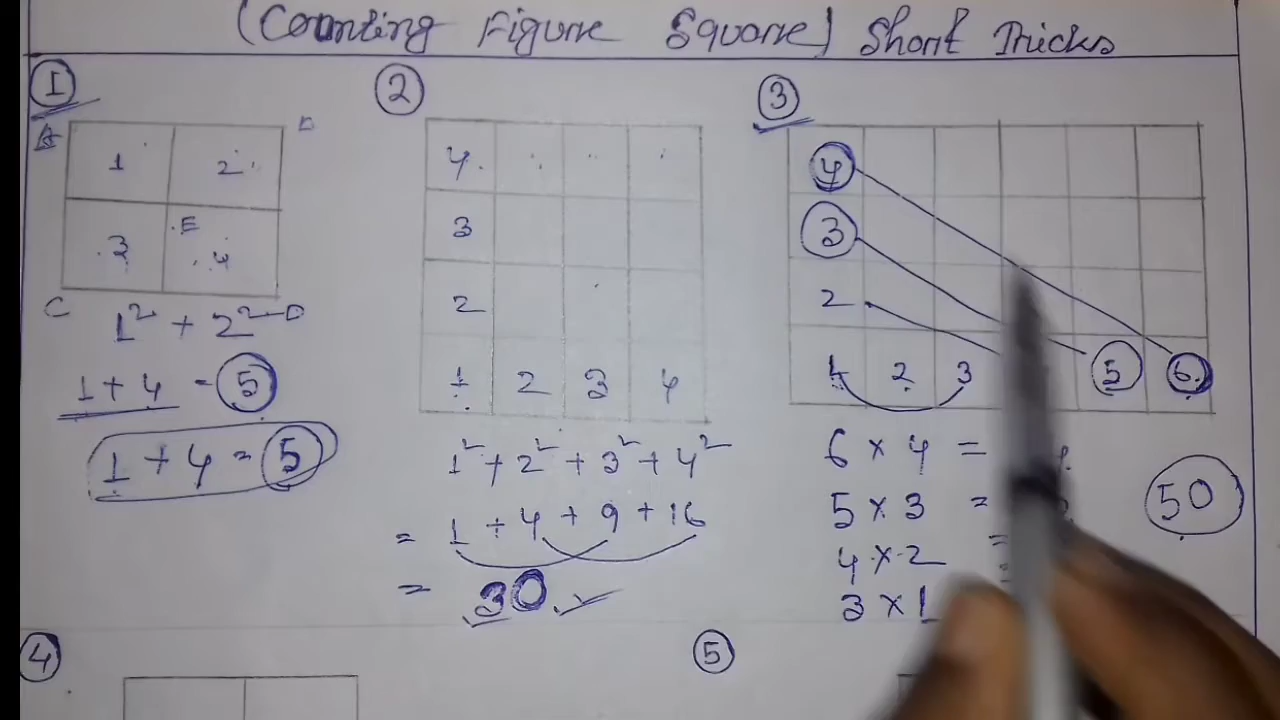 (Counting Figure Square) Short Tricks
1
A D
1 2
3 E 4
C D
1² + 2²
1 + 4 = 5
1 + 4 = 5
2
4
3
2
1 2 3 4
1² + 2² + 3² + 4²
= 1 + 4 + 9 + 16
= 30
3
4
3
2
1 2 3 5 6
6 × 4 =
5 × 3 =
4 × 2 =
3 × 1 =
50
4
5